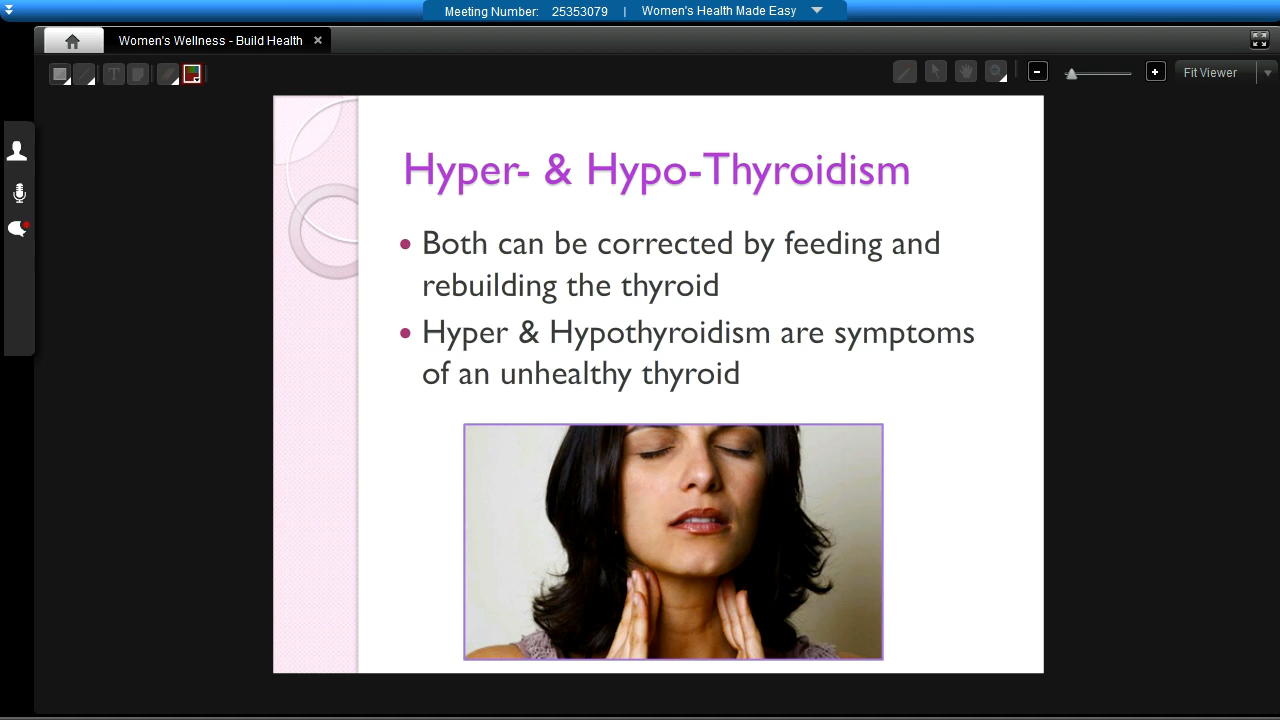 Meeting Number: 25353079 | Women's Health Made Easy
Women's Wellness - Build Health
T
Fit Viewer
Hyper- & Hypo-Thyroidism
• Both can be corrected by feeding and
rebuilding the thyroid
• Hyper & Hypothyroidism are symptoms
of an unhealthy thyroid